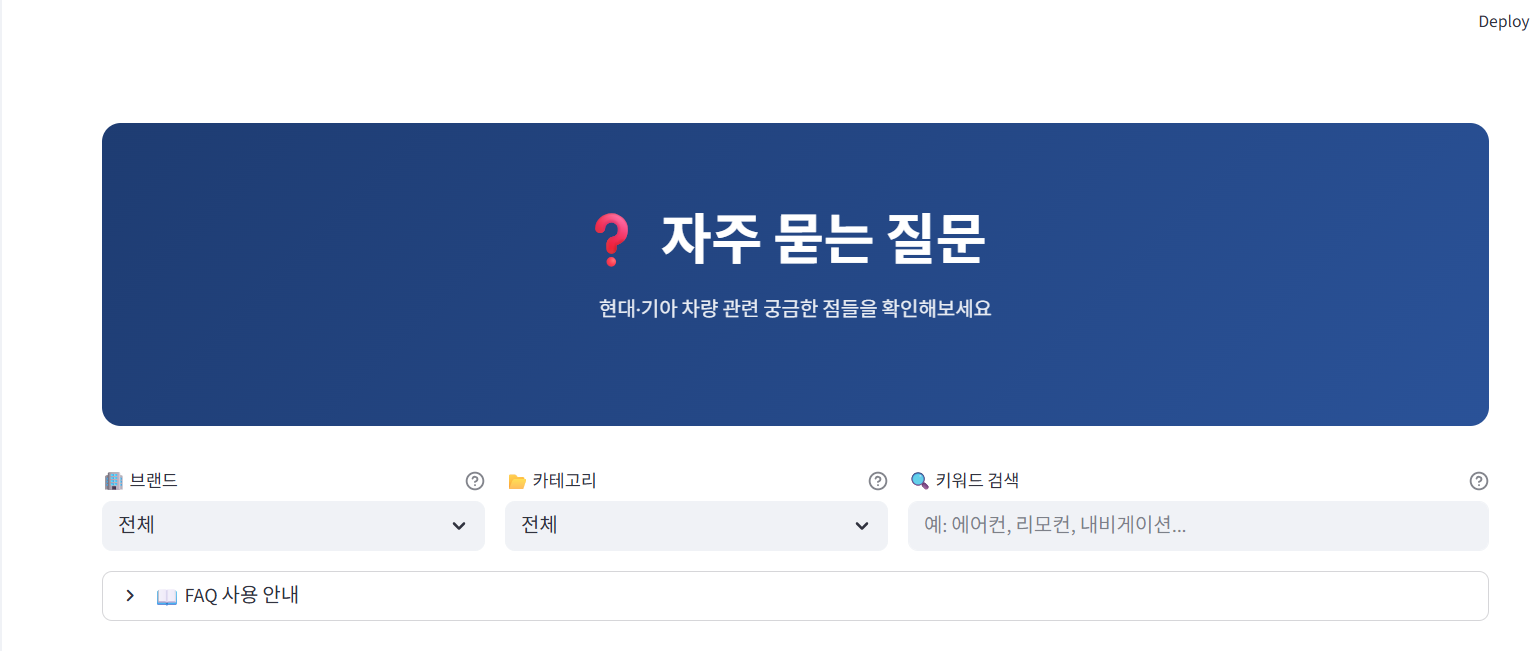 Deploy
❓ 자주 묻는 질문
현대·기아 차량 관련 궁금한 점들을 확인해보세요
🏢 브랜드
📂 카테고리
🔍 키워드 검색
전체
전체
예: 에어컨, 리모컨, 내비게이션...
📖 FAQ 사용 안내